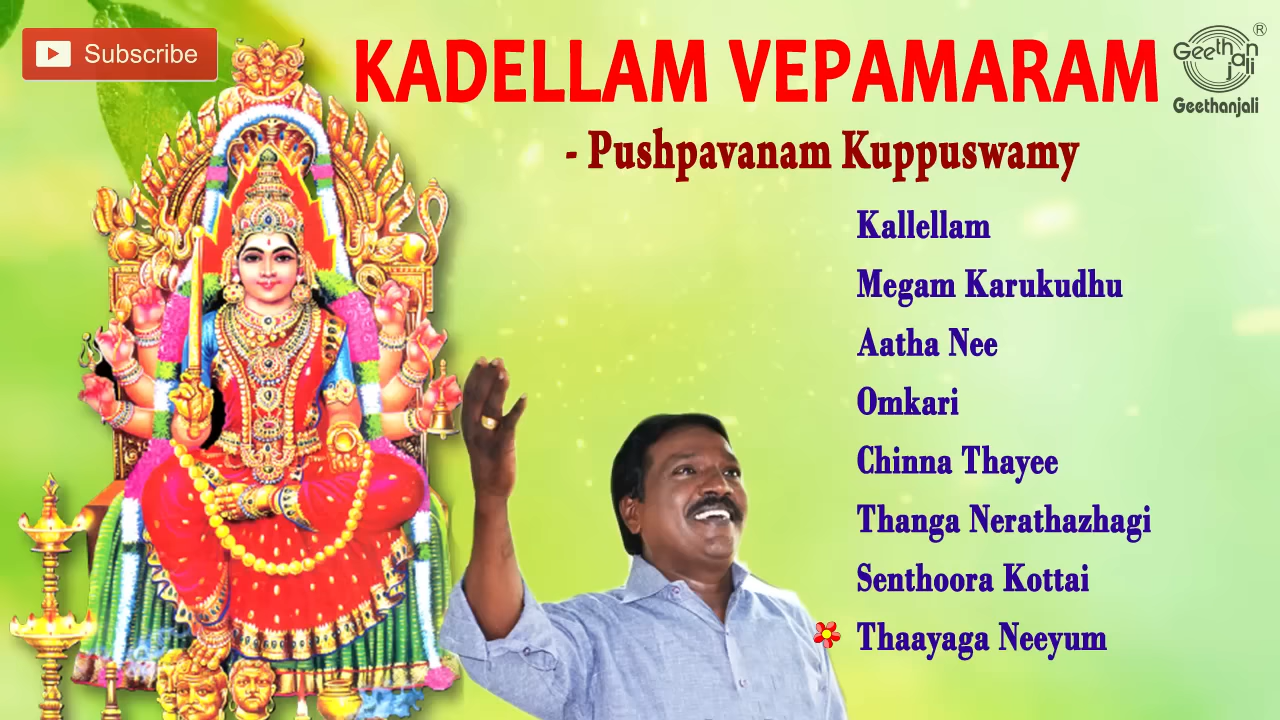 Subscribe
KADELLAM VEPAMARAM
Geethanjali ®
Geethanjali
- Pushpavanam Kuppuswamy
Kallellam
Megam Karukudhu
Aatha Nee
Omkari
Chinna Thayee
Thanga Nerathazhagi
Senthoora Kottai
Thaayaga Neeyum